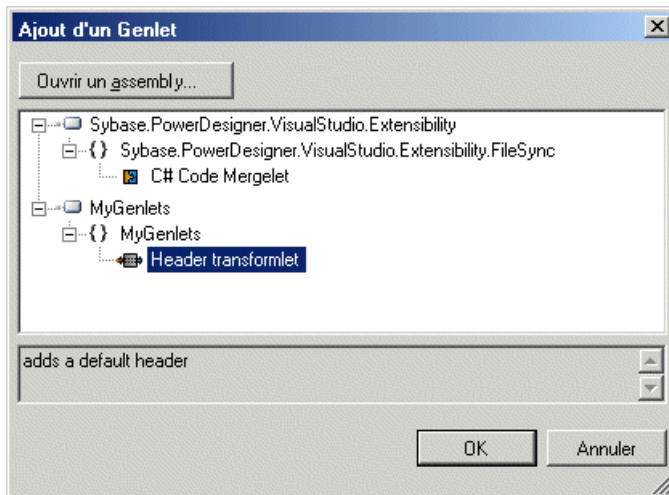 Ajout d'un Genlet
Ouvrir un assembly...
Sybase.PowerDesigner.VisualStudio.Extensibility
{} Sybase.PowerDesigner.VisualStudio.Extensibility.FileSync
C# Code Mergelet
MyGenlets
{} MyGenlets
Header transformlet
adds a default header
OK Annuler